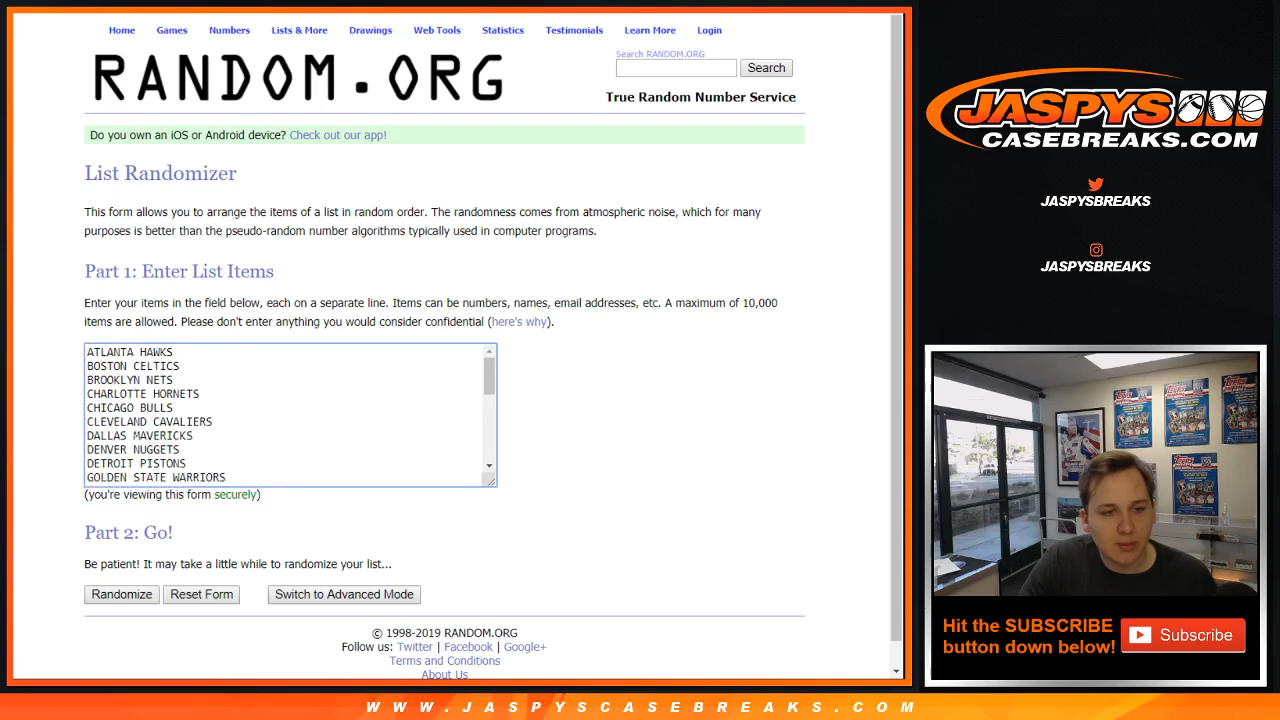 Home Games Numbers Lists & More Drawings Web Tools Statistics Testimonials Learn More Login
RANDOM.ORG
Search RANDOM.ORG
Search
True Random Number Service
Do you own an iOS or Android device? Check out our app!
List Randomizer
This form allows you to arrange the items of a list in random order. The randomness comes from atmospheric noise, which for many
purposes is better than the pseudo-random number algorithms typically used in computer programs.
Part 1: Enter List Items
Enter your items in the field below, each on a separate line. Items can be numbers, names, email addresses, etc. A maximum of 10,000
items are allowed. Please don't enter anything you would consider confidential (here's why).
ATLANTA HAWKS
BOSTON CELTICS
BROOKLYN NETS
CHARLOTTE HORNETS
CHICAGO BULLS
CLEVELAND CAVALIERS
DALLAS MAVERICKS
DENVER NUGGETS
DETROIT PISTONS
GOLDEN STATE WARRIORS
(you're viewing this form securely)
Part 2: Go!
Be patient! It may take a little while to randomize your list...
Randomize Reset Form Switch to Advanced Mode
© 1998-2019 RANDOM.ORG
Follow us: Twitter | Facebook | Google+
Terms and Conditions
About Us
JASPYS
CASEBREAKS.COM
JASPYSBREAKS
JASPYSBREAKS
Hit the SUBSCRIBE
button down below!
Subscribe
WWW.JASPYSCASEBREAKS.COM